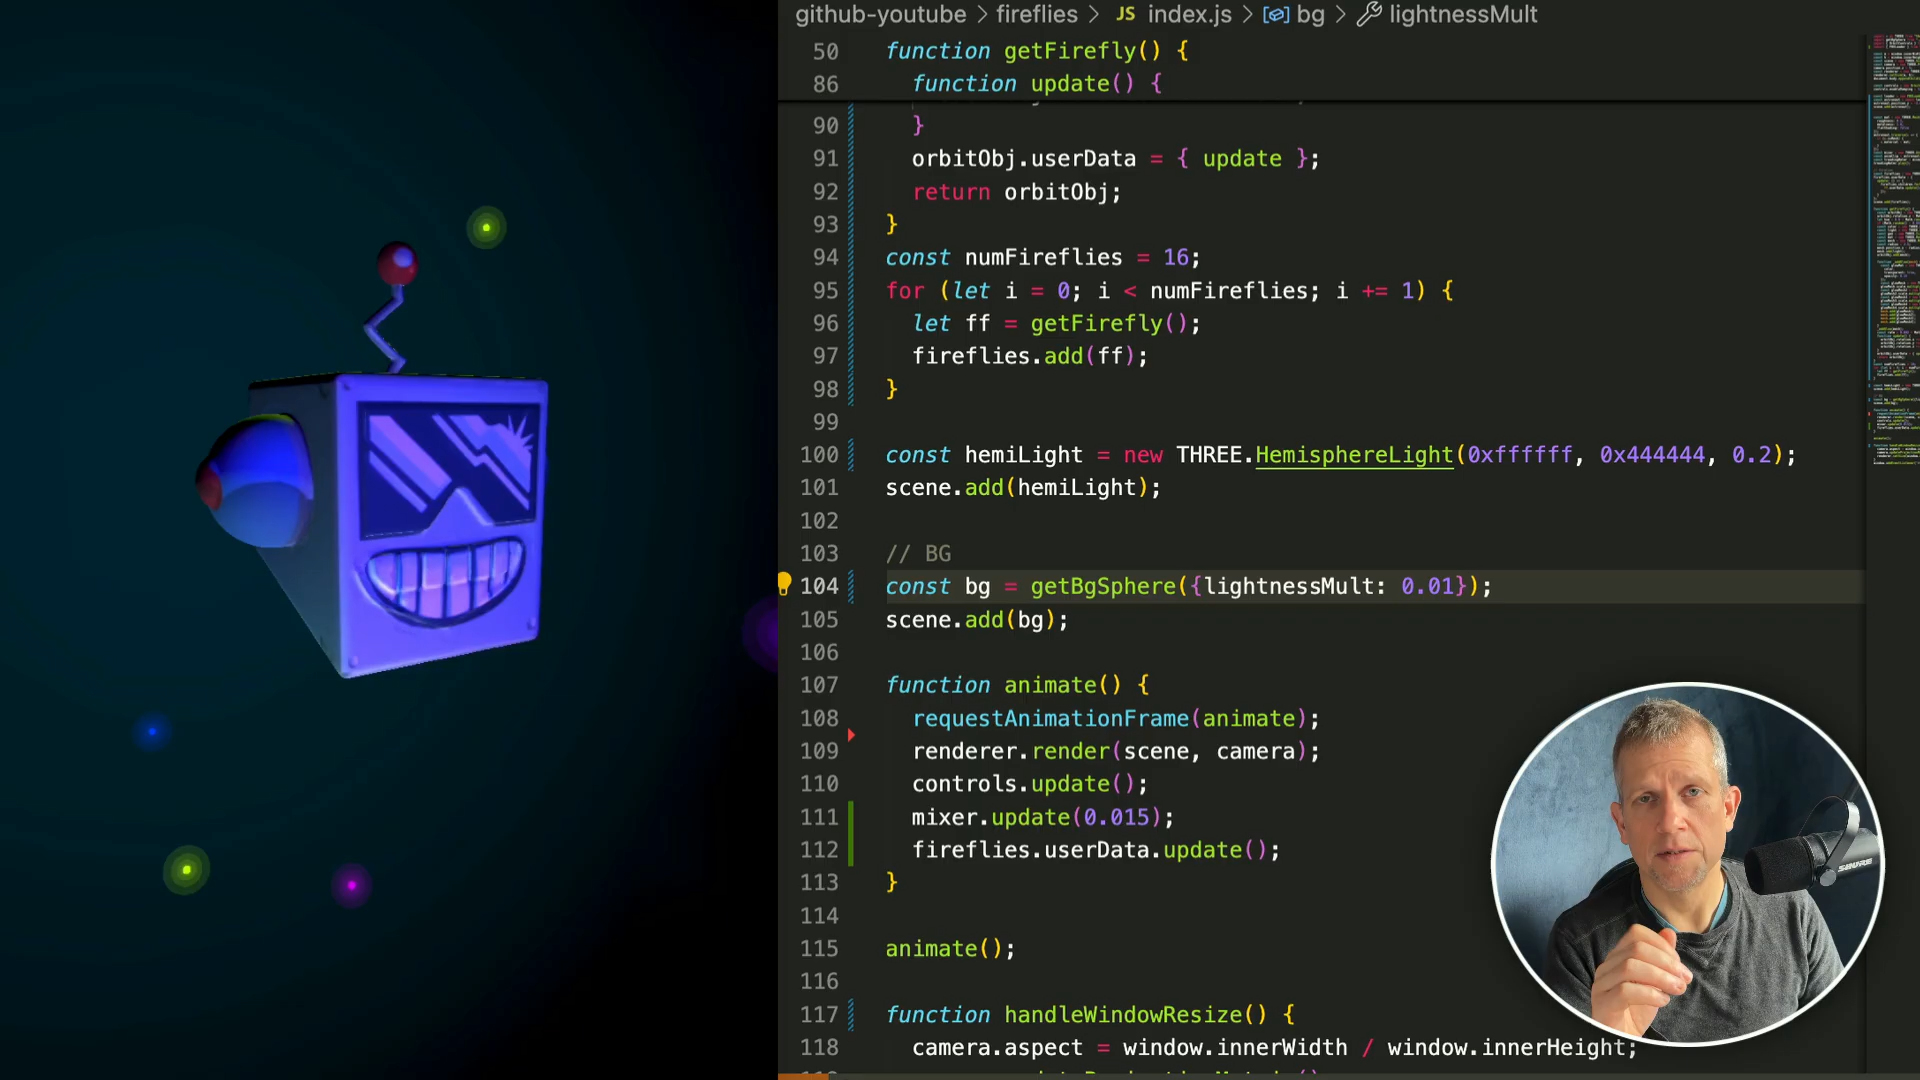 github-youtube > fireflies > JS index.js > bg > lightnessMult
50 function getFirefly() {
86 function update() {
90 }
91 orbitObj.userData = { update };
92 return orbitObj;
93 }
94 const numFireflies = 16;
95 for (let i = 0; i < numFireflies; i += 1) {
96 let ff = getFirefly();
97 fireflies.add(ff);
98 }
99
100 const hemiLight = new THREE.HemisphereLight(0xffffff, 0x444444, 0.2);
101 scene.add(hemiLight);
102
103 // BG
104 const bg = getBgSphere({lightnessMult: 0.01});
105 scene.add(bg);
106
107 function animate() {
108 requestAnimationFrame(animate);
109 renderer.render(scene, camera);
110 controls.update();
111 mixer.update(0.015);
112 fireflies.userData.update();
113 }
114
115 animate();
116
117 function handleWindowResize() {
118 camera.aspect = window.innerWidth / window.innerHeight;
SHURE